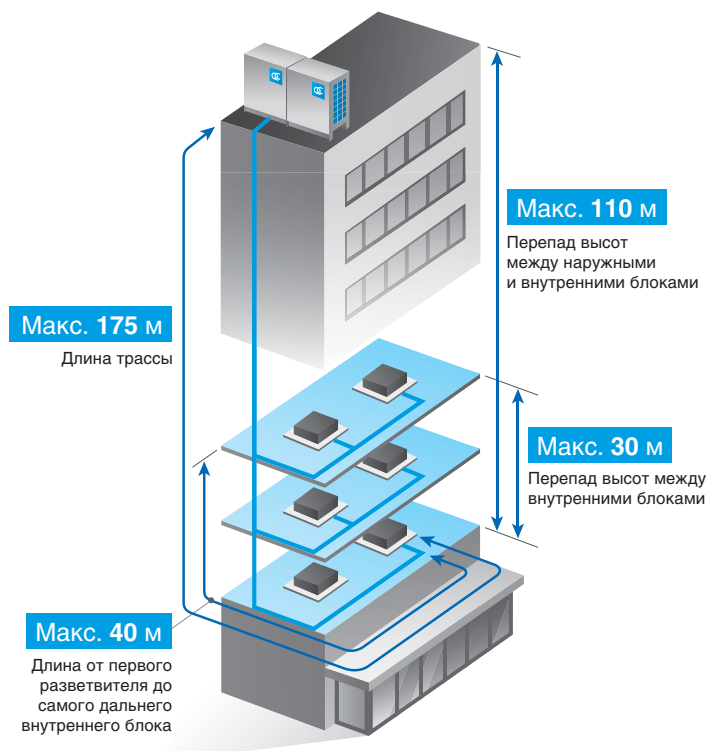 Макс. 110 м
Перепад высот
между наружными
и внутренними блоками
Макс. 175 м
Длина трассы
Макс. 30 м
Перепад высот между
внутренними блоками
Макс. 40 м
Длина от первого
разветвителя до
самого дальнего
внутреннего блока